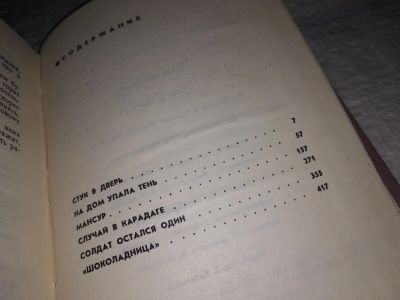 СОДЕРЖАНИЕ
СТУК В ДВЕРЬ 7
НА ДОМ УПАЛА ТЕНЬ 57
МАНСУР 157
СЛУЧАЙ В КАРАДАГЕ 271
СОЛДАТ ОСТАЛСЯ ОДИН 355
«ШОКОЛАДНИЦА» 417